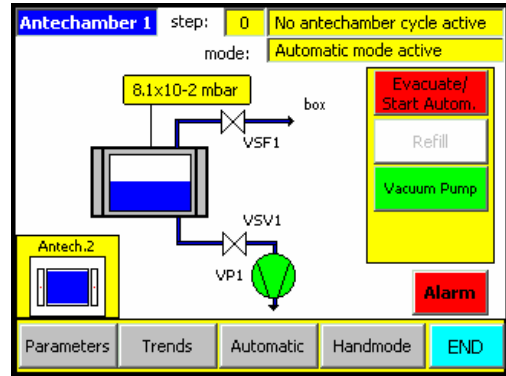 Antechamber 1 step: 0 No antechamber cycle active
mode: Automatic mode active
8.1x10-2 mbar
box
VSF1
Evacuate/
Start Autom.
Refill
Vacuum Pump
VSV1
VP1
Antech.2
Alarm
Parameters Trends Automatic Handmode END